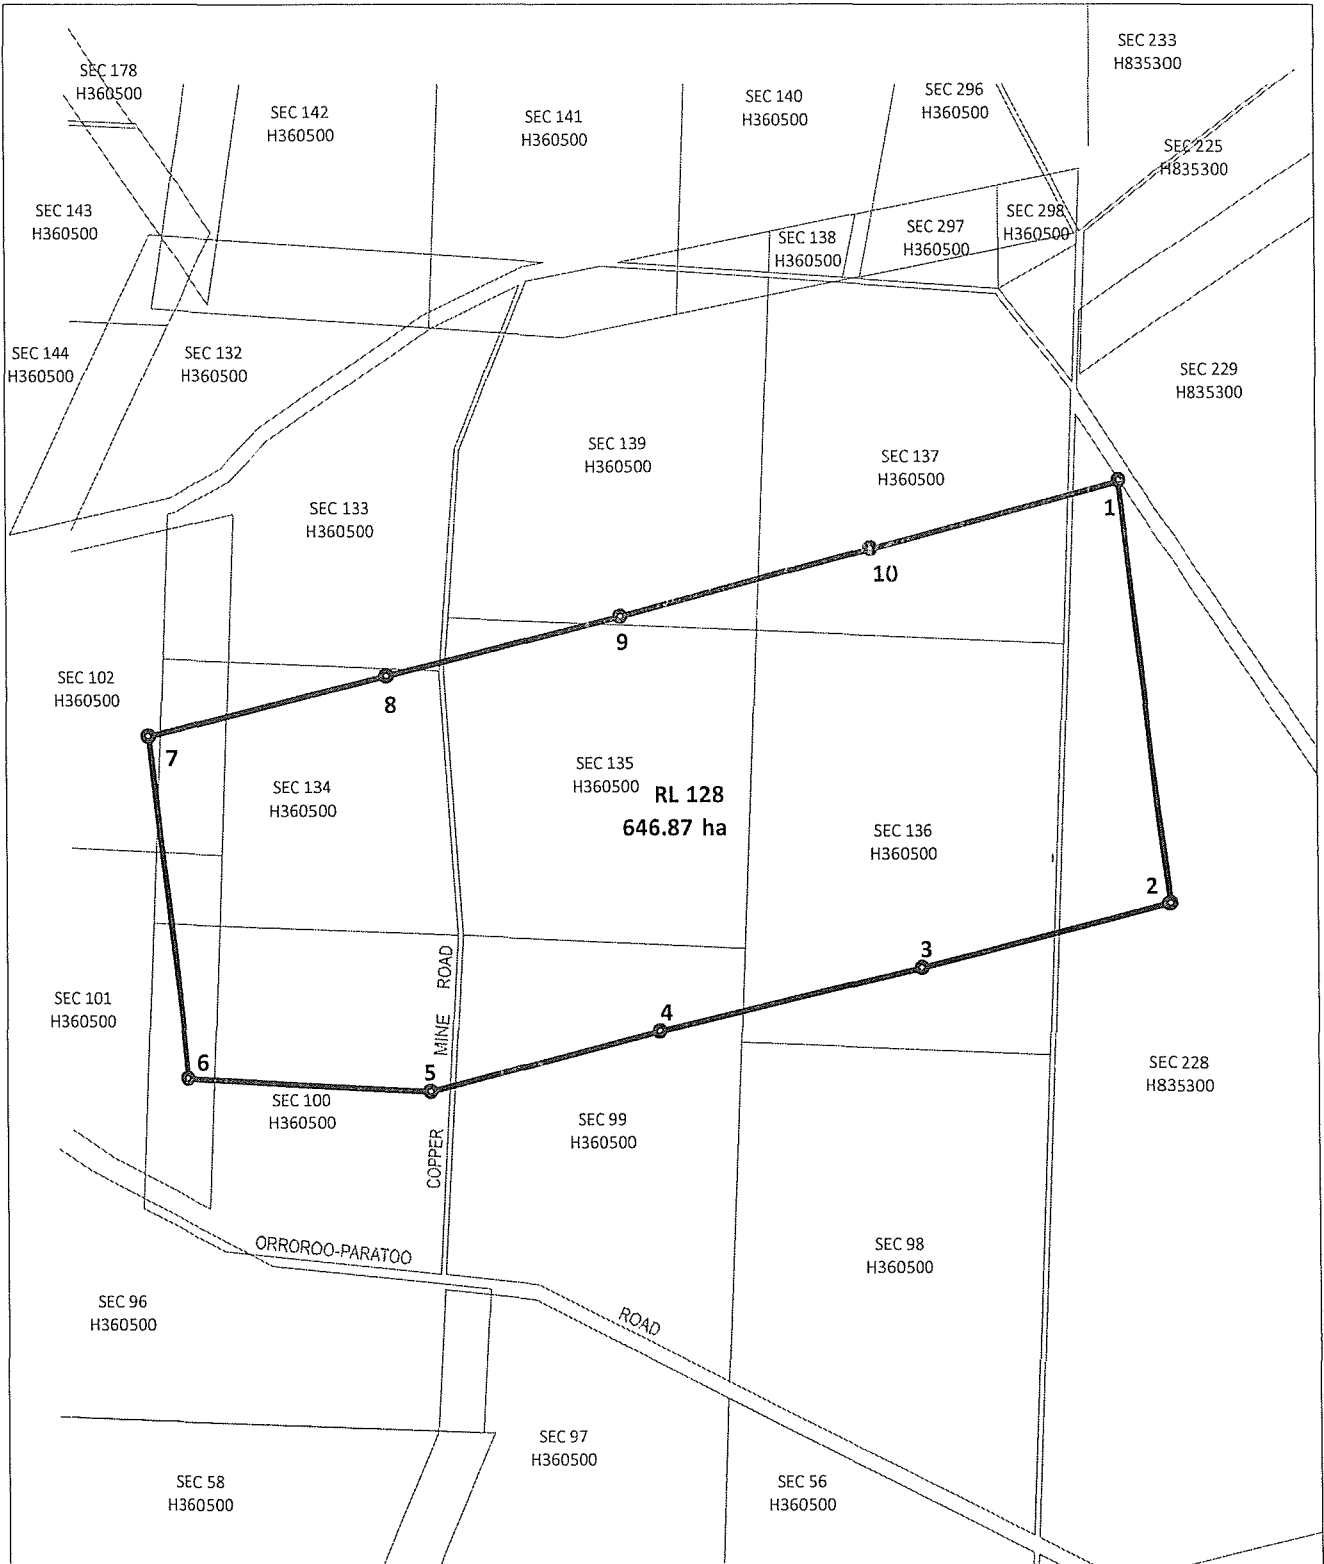 SEC 233
H835300
SEC 178
H360500
SEC 142
H360500
SEC 141
H360500
SEC 140
H360500
SEC 296
H360500
SEC 225
H835300
SEC 143
H360500
SEC 138
H360500
SEC 297
H360500
SEC 298
H360500
SEC 144
H360500
SEC 132
H360500
SEC 229
H835300
SEC 139
H360500
SEC 137
H360500
SEC 133
H360500
1
10
9
8
7
SEC 102
H360500
SEC 134
H360500
SEC 135
H360500
RL 128
646.87 ha
SEC 136
H360500
2
3
4
5
6
SEC 101
H360500
COPPER MINE ROAD
SEC 100
H360500
SEC 99
H360500
SEC 228
H835300
ORROROO-PARATOO ROAD
SEC 98
H360500
SEC 96
H360500
SEC 97
H360500
SEC 58
H360500
SEC 56
H360500